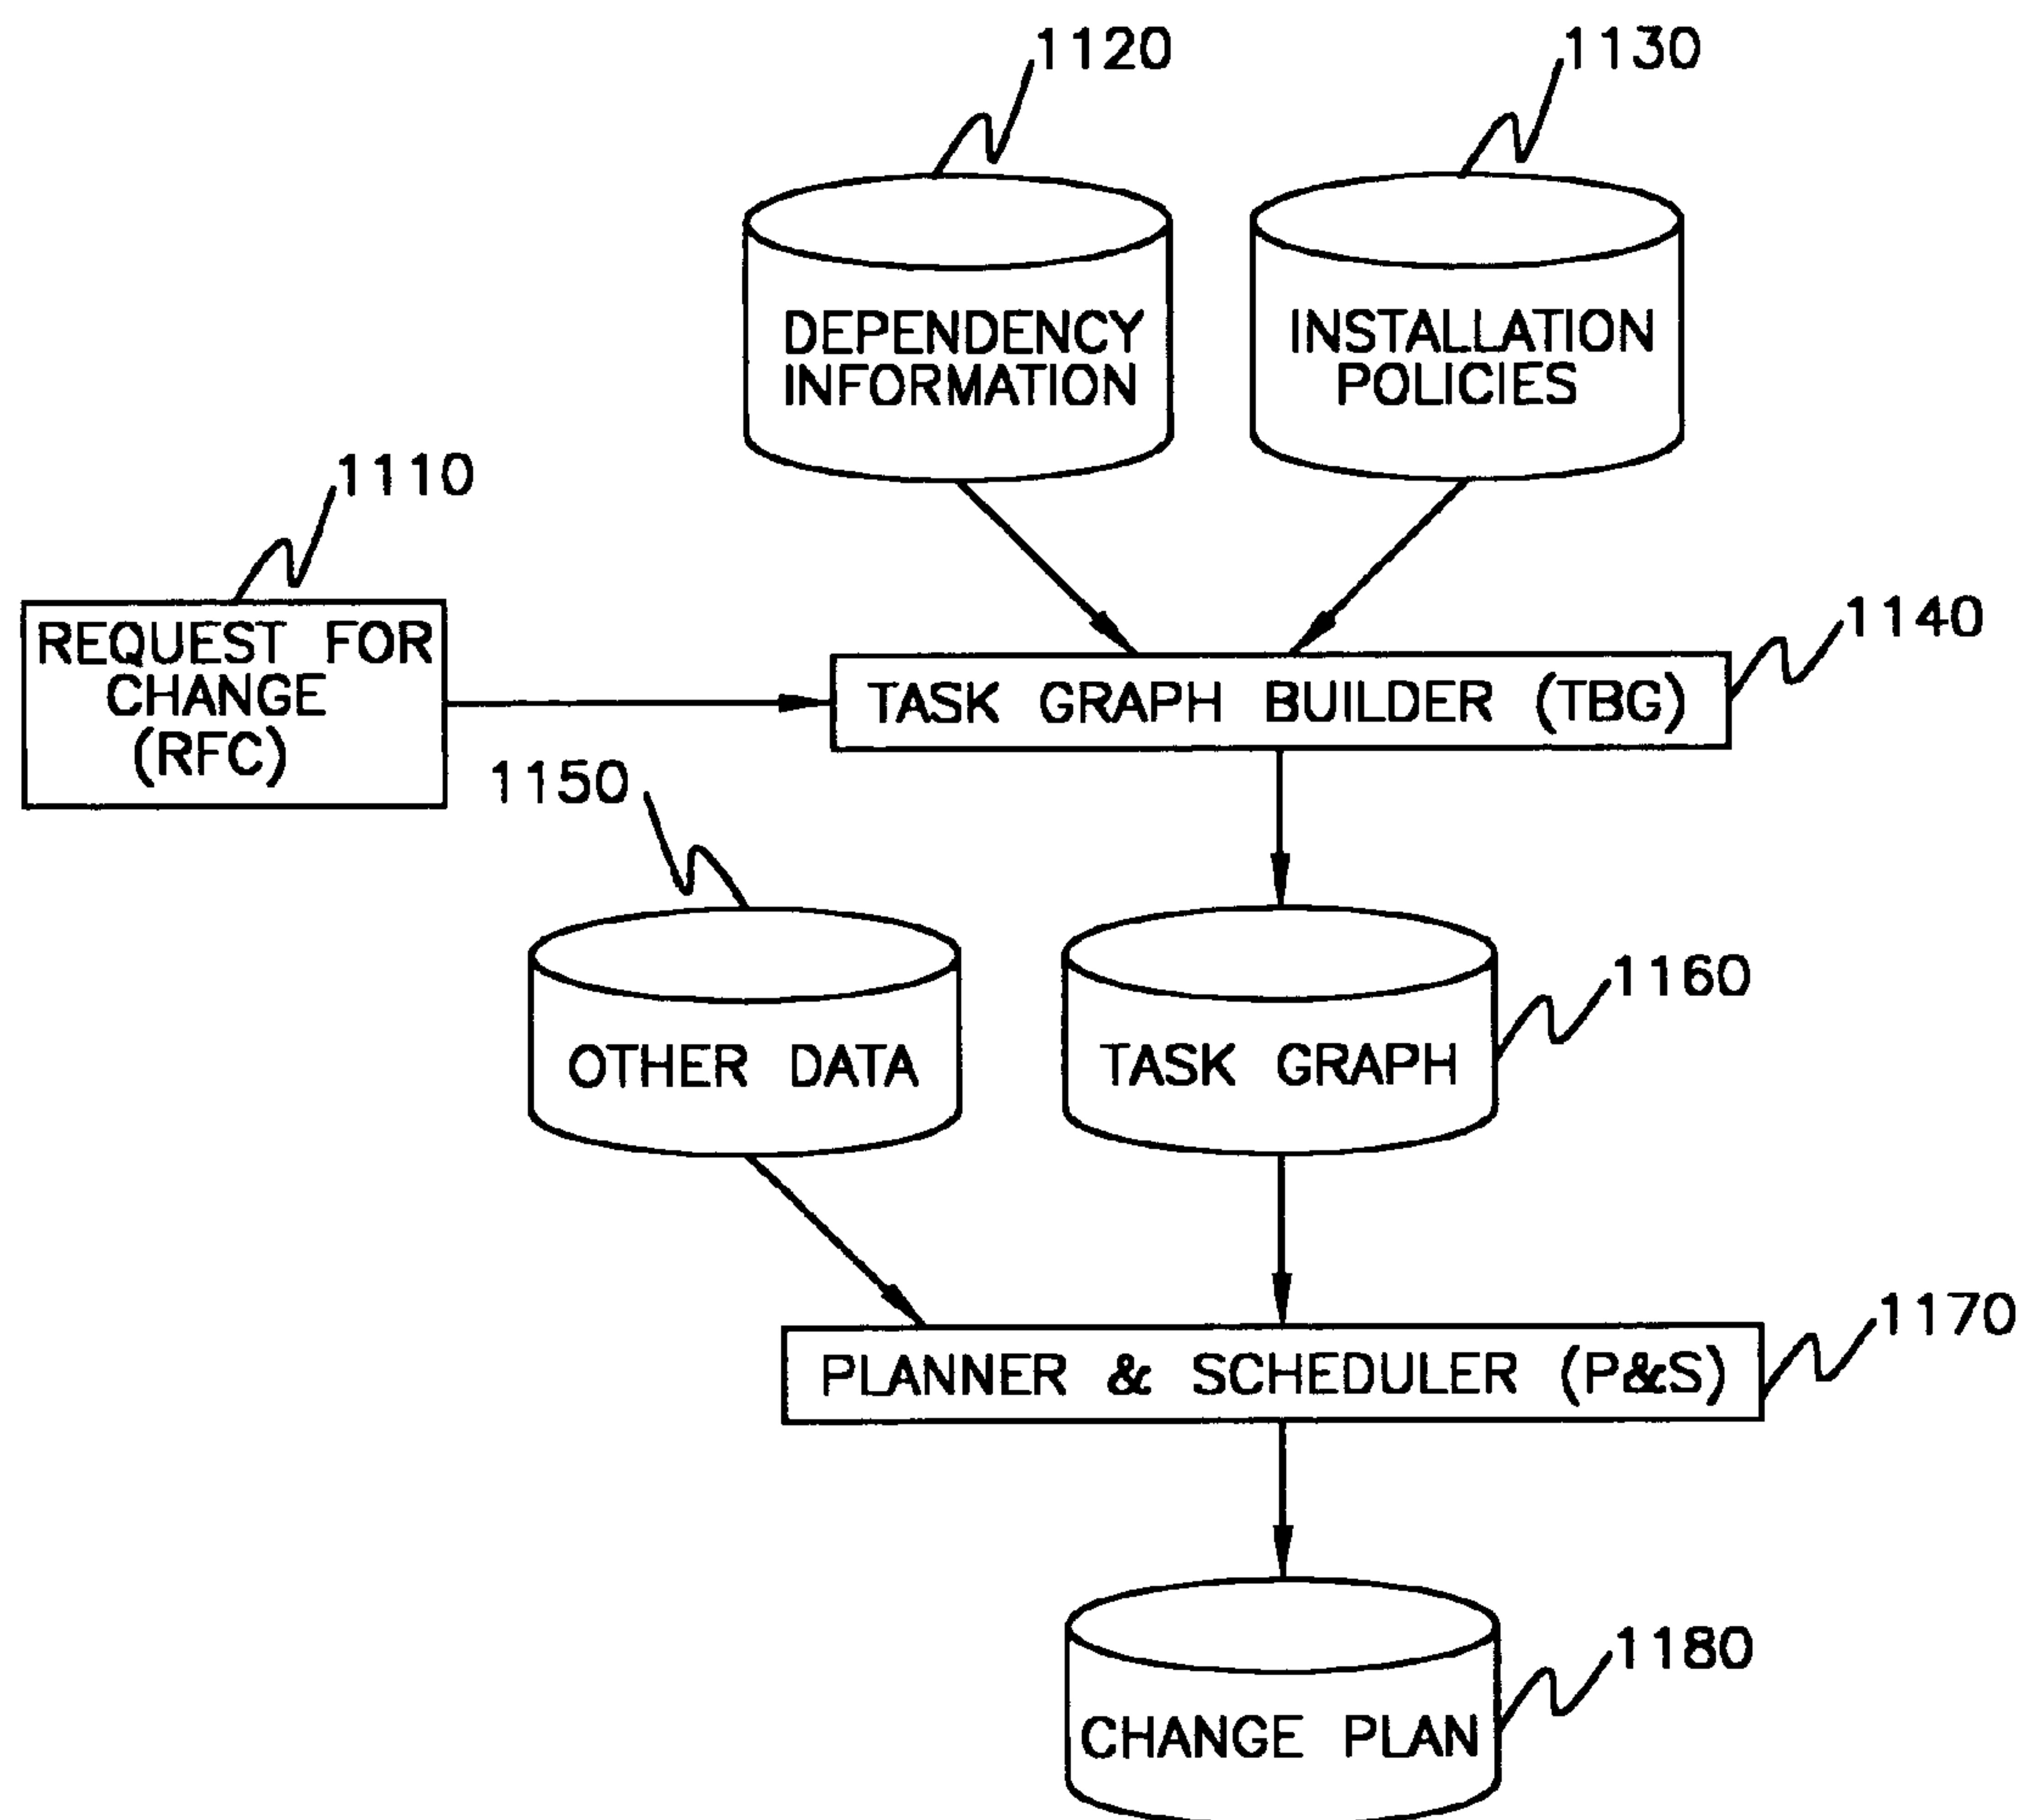 1120
1130
DEPENDENCY
INFORMATION
INSTALLATION
POLICIES
1110
REQUEST FOR
CHANGE
(RFC)
1140
TASK GRAPH BUILDER (TBG)
1150
OTHER DATA
TASK GRAPH
1160
1170
PLANNER & SCHEDULER (P&S)
1180
CHANGE PLAN